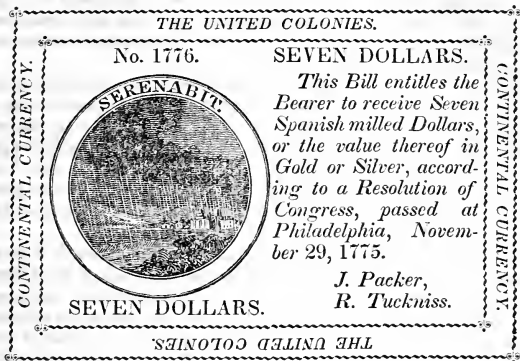 THE UNITED COLONIES.
CONTINENTAL CURRENCY.
No. 1776.
SERENABIT.
SEVEN DOLLARS.
SEVEN DOLLARS.
This Bill entitles the
Bearer to receive Seven
Spanish milled Dollars,
or the value thereof in
Gold or Silver, accord-
ing to a Resolution of
Congress, passed at
Philadelphia, Novem-
ber 29, 1775.
J. Packer,
R. Tuckniss.
CONTINENTAL CURRENCY.
THE UNITED COLONIES.